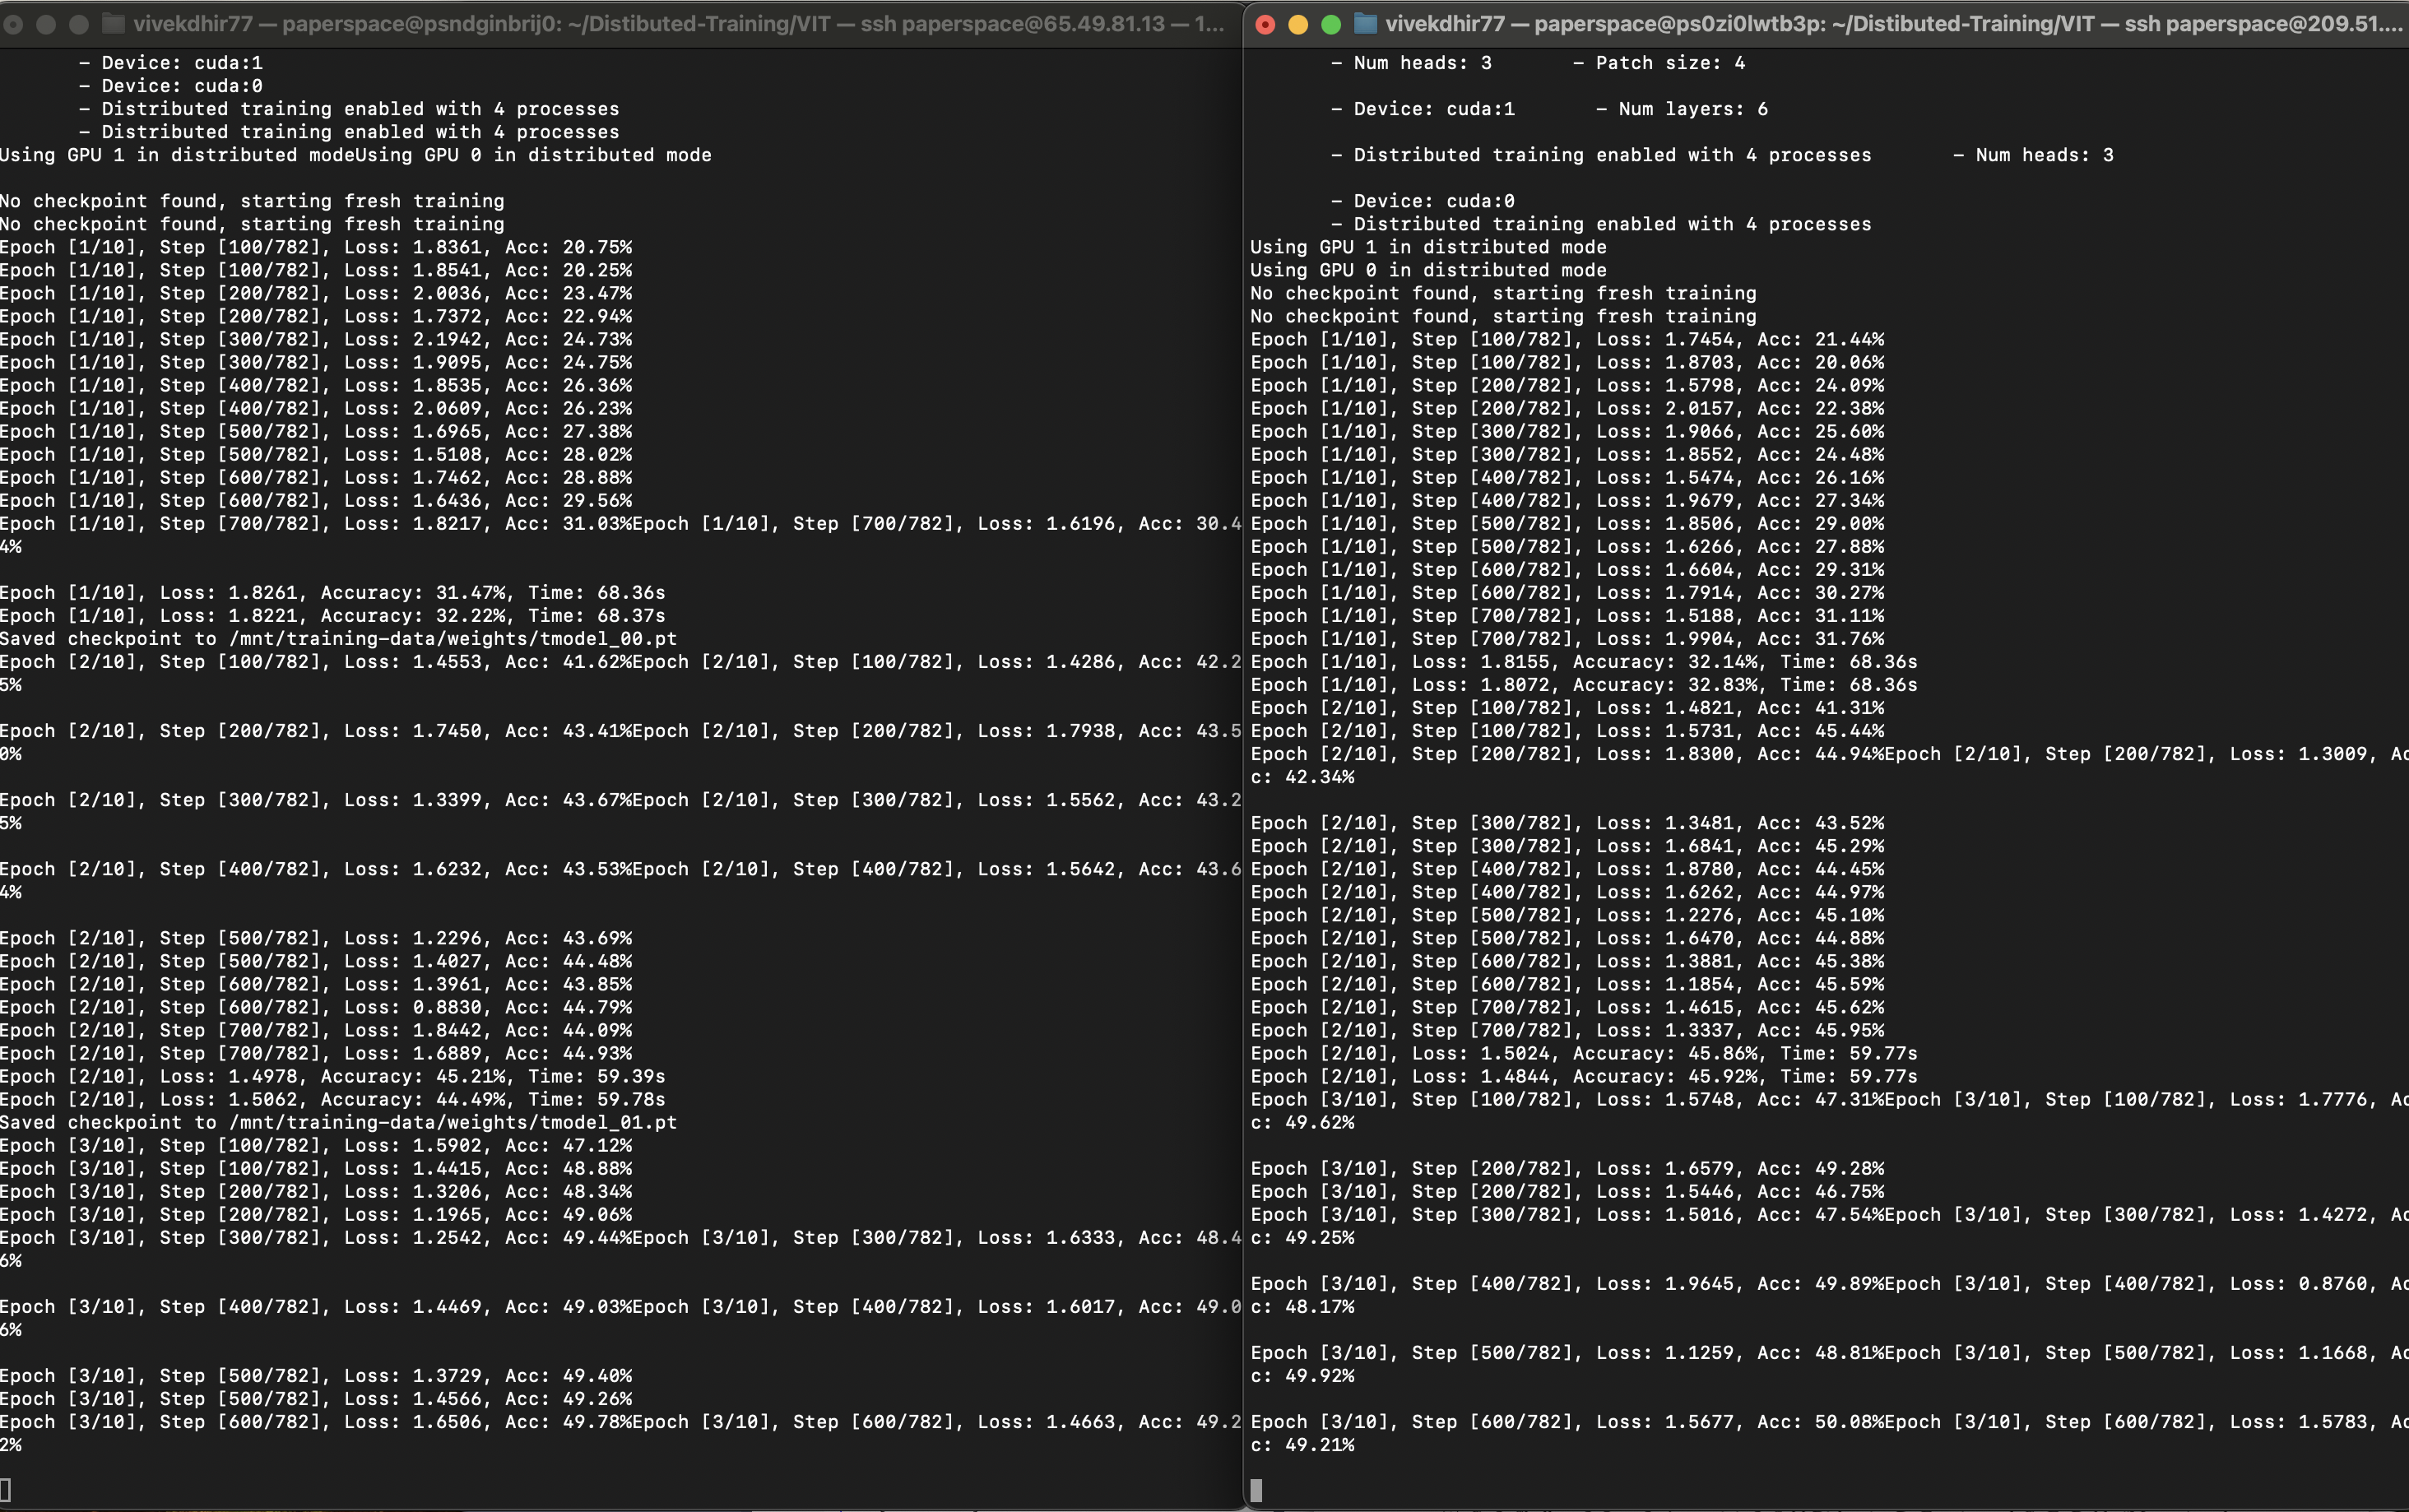 vivekdhir77 — paperspace@psndginbrij0: ~/Distibuted-Training/VIT — ssh paperspace@65.49.81.13 — 1...
- Device: cuda:1
- Device: cuda:0
- Distributed training enabled with 4 processes
- Distributed training enabled with 4 processes
Using GPU 1 in distributed modeUsing GPU 0 in distributed mode
No checkpoint found, starting fresh training
No checkpoint found, starting fresh training
Epoch [1/10], Step [100/782], Loss: 1.8361, Acc: 20.75%
Epoch [1/10], Step [100/782], Loss: 1.8541, Acc: 20.25%
Epoch [1/10], Step [200/782], Loss: 2.0036, Acc: 23.47%
Epoch [1/10], Step [200/782], Loss: 1.7372, Acc: 22.94%
Epoch [1/10], Step [300/782], Loss: 2.1942, Acc: 24.73%
Epoch [1/10], Step [300/782], Loss: 1.9095, Acc: 24.75%
Epoch [1/10], Step [400/782], Loss: 1.8535, Acc: 26.36%
Epoch [1/10], Step [400/782], Loss: 2.0609, Acc: 26.23%
Epoch [1/10], Step [500/782], Loss: 1.6965, Acc: 27.38%
Epoch [1/10], Step [500/782], Loss: 1.5108, Acc: 28.02%
Epoch [1/10], Step [600/782], Loss: 1.7462, Acc: 28.88%
Epoch [1/10], Step [600/782], Loss: 1.6436, Acc: 29.56%
Epoch [1/10], Step [700/782], Loss: 1.8217, Acc: 31.03%Epoch [1/10], Step [700/782], Loss: 1.6196, Acc: 30.4
4%
Epoch [1/10], Loss: 1.8261, Accuracy: 31.47%, Time: 68.36s
Epoch [1/10], Loss: 1.8221, Accuracy: 32.22%, Time: 68.37s
Saved checkpoint to /mnt/training-data/weights/tmodel_00.pt
Epoch [2/10], Step [100/782], Loss: 1.4553, Acc: 41.62%Epoch [2/10], Step [100/782], Loss: 1.4286, Acc: 42.2
5%
Epoch [2/10], Step [200/782], Loss: 1.7450, Acc: 43.41%Epoch [2/10], Step [200/782], Loss: 1.7938, Acc: 43.5
0%
Epoch [2/10], Step [300/782], Loss: 1.3399, Acc: 43.67%Epoch [2/10], Step [300/782], Loss: 1.5562, Acc: 43.2
5%
Epoch [2/10], Step [400/782], Loss: 1.6232, Acc: 43.53%Epoch [2/10], Step [400/782], Loss: 1.5642, Acc: 43.6
4%
Epoch [2/10], Step [500/782], Loss: 1.2296, Acc: 43.69%
Epoch [2/10], Step [500/782], Loss: 1.4027, Acc: 44.48%
Epoch [2/10], Step [600/782], Loss: 1.3961, Acc: 43.85%
Epoch [2/10], Step [600/782], Loss: 0.8830, Acc: 44.79%
Epoch [2/10], Step [700/782], Loss: 1.8442, Acc: 44.09%
Epoch [2/10], Step [700/782], Loss: 1.6889, Acc: 44.93%
Epoch [2/10], Loss: 1.4978, Accuracy: 45.21%, Time: 59.39s
Epoch [2/10], Loss: 1.5062, Accuracy: 44.49%, Time: 59.78s
Saved checkpoint to /mnt/training-data/weights/tmodel_01.pt
Epoch [3/10], Step [100/782], Loss: 1.5902, Acc: 47.12%
Epoch [3/10], Step [100/782], Loss: 1.4415, Acc: 48.88%
Epoch [3/10], Step [200/782], Loss: 1.3206, Acc: 48.34%
Epoch [3/10], Step [200/782], Loss: 1.1965, Acc: 49.06%
Epoch [3/10], Step [300/782], Loss: 1.2542, Acc: 49.44%Epoch [3/10], Step [300/782], Loss: 1.6333, Acc: 48.4
6%
Epoch [3/10], Step [400/782], Loss: 1.4469, Acc: 49.03%Epoch [3/10], Step [400/782], Loss: 1.6017, Acc: 49.0
6%
Epoch [3/10], Step [500/782], Loss: 1.3729, Acc: 49.40%
Epoch [3/10], Step [500/782], Loss: 1.4566, Acc: 49.26%
Epoch [3/10], Step [600/782], Loss: 1.6506, Acc: 49.78%Epoch [3/10], Step [600/782], Loss: 1.4663, Acc: 49.2
2%
vivekdhir77 — paperspace@ps0zi0lwtb3p: ~/Distibuted-Training/VIT — ssh paperspace@209.51....
- Num heads: 3 - Patch size: 4
- Device: cuda:1 - Num layers: 6
- Distributed training enabled with 4 processes - Num heads: 3
- Device: cuda:0
- Distributed training enabled with 4 processes
Using GPU 1 in distributed mode
Using GPU 0 in distributed mode
No checkpoint found, starting fresh training
No checkpoint found, starting fresh training
Epoch [1/10], Step [100/782], Loss: 1.7454, Acc: 21.44%
Epoch [1/10], Step [100/782], Loss: 1.8703, Acc: 20.06%
Epoch [1/10], Step [200/782], Loss: 1.5798, Acc: 24.09%
Epoch [1/10], Step [200/782], Loss: 2.0157, Acc: 22.38%
Epoch [1/10], Step [300/782], Loss: 1.9066, Acc: 25.60%
Epoch [1/10], Step [300/782], Loss: 1.8552, Acc: 24.48%
Epoch [1/10], Step [400/782], Loss: 1.5474, Acc: 26.16%
Epoch [1/10], Step [400/782], Loss: 1.9679, Acc: 27.34%
Epoch [1/10], Step [500/782], Loss: 1.8506, Acc: 29.00%
Epoch [1/10], Step [500/782], Loss: 1.6266, Acc: 27.88%
Epoch [1/10], Step [600/782], Loss: 1.6604, Acc: 29.31%
Epoch [1/10], Step [600/782], Loss: 1.7914, Acc: 30.27%
Epoch [1/10], Step [700/782], Loss: 1.5188, Acc: 31.11%
Epoch [1/10], Step [700/782], Loss: 1.9904, Acc: 31.76%
Epoch [1/10], Loss: 1.8155, Accuracy: 32.14%, Time: 68.36s
Epoch [1/10], Loss: 1.8072, Accuracy: 32.83%, Time: 68.36s
Epoch [2/10], Step [100/782], Loss: 1.4821, Acc: 41.31%
Epoch [2/10], Step [100/782], Loss: 1.5731, Acc: 45.44%
Epoch [2/10], Step [200/782], Loss: 1.8300, Acc: 44.94%Epoch [2/10], Step [200/782], Loss: 1.3009, Ac
c: 42.34%
Epoch [2/10], Step [300/782], Loss: 1.3481, Acc: 43.52%
Epoch [2/10], Step [300/782], Loss: 1.6841, Acc: 45.29%
Epoch [2/10], Step [400/782], Loss: 1.8780, Acc: 44.45%
Epoch [2/10], Step [400/782], Loss: 1.6262, Acc: 44.97%
Epoch [2/10], Step [500/782], Loss: 1.2276, Acc: 45.10%
Epoch [2/10], Step [500/782], Loss: 1.6470, Acc: 44.88%
Epoch [2/10], Step [600/782], Loss: 1.3881, Acc: 45.38%
Epoch [2/10], Step [600/782], Loss: 1.1854, Acc: 45.59%
Epoch [2/10], Step [700/782], Loss: 1.4615, Acc: 45.62%
Epoch [2/10], Step [700/782], Loss: 1.3337, Acc: 45.95%
Epoch [2/10], Loss: 1.5024, Accuracy: 45.86%, Time: 59.77s
Epoch [2/10], Loss: 1.4844, Accuracy: 45.92%, Time: 59.77s
Epoch [3/10], Step [100/782], Loss: 1.5748, Acc: 47.31%Epoch [3/10], Step [100/782], Loss: 1.7776, Ac
c: 49.62%
Epoch [3/10], Step [200/782], Loss: 1.6579, Acc: 49.28%
Epoch [3/10], Step [200/782], Loss: 1.5446, Acc: 46.75%
Epoch [3/10], Step [300/782], Loss: 1.5016, Acc: 47.54%Epoch [3/10], Step [300/782], Loss: 1.4272, Ac
c: 49.25%
Epoch [3/10], Step [400/782], Loss: 1.9645, Acc: 49.89%Epoch [3/10], Step [400/782], Loss: 0.8760, Ac
c: 48.17%
Epoch [3/10], Step [500/782], Loss: 1.1259, Acc: 48.81%Epoch [3/10], Step [500/782], Loss: 1.1668, Ac
c: 49.92%
Epoch [3/10], Step [600/782], Loss: 1.5677, Acc: 50.08%Epoch [3/10], Step [600/782], Loss: 1.5783, Ac
c: 49.21%